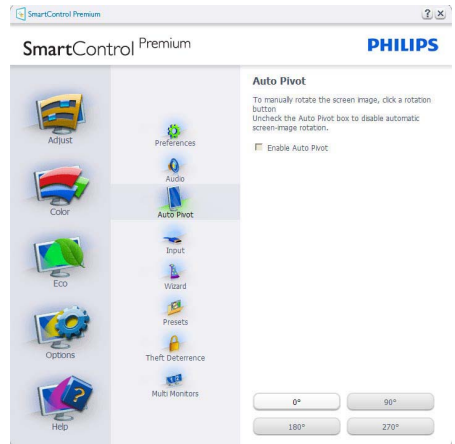 SmartControl Premium
SmartControl Premium
PHILIPS
Adjust
Color
Eco
Options
Help
Preferences
Audio
Auto Pivot
Input
Wizard
Presets
Theft Deterrence
Multi Monitors
Auto Pivot
To manually rotate the screen image, click a rotation
button
Uncheck the Auto Pivot box to disable automatic
screen-image rotation.
Enable Auto Pivot
0°
90°
180°
270°